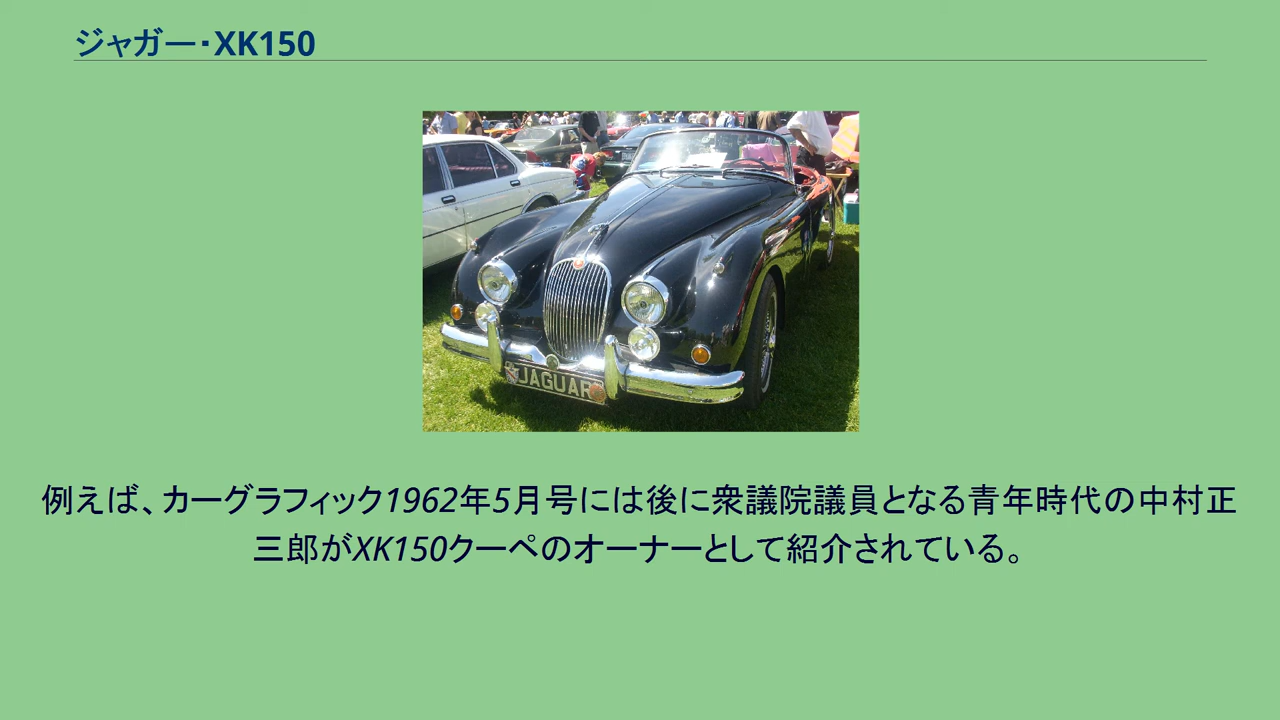 ジャガー・XK150
JAGUAR
例えば、カーグラフィック1962年5月号には後に衆議院議員となる青年時代の中村正
三郎がXK150クーペのオーナーとして紹介されている。